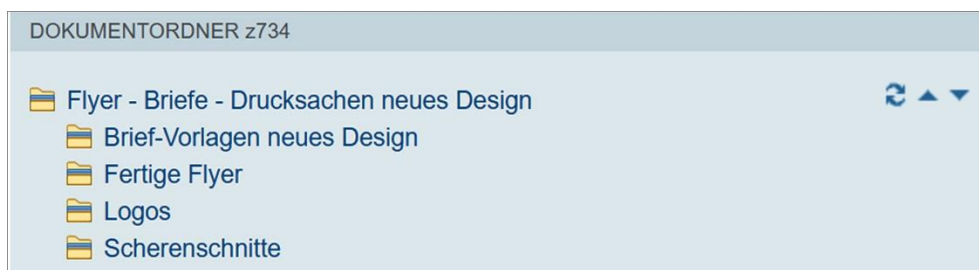 DOKUMENTORDNER z734
Flyer - Briefe - Drucksachen neues Design
Brief-Vorlagen neues Design
Fertige Flyer
Logos
Scherenschnitte